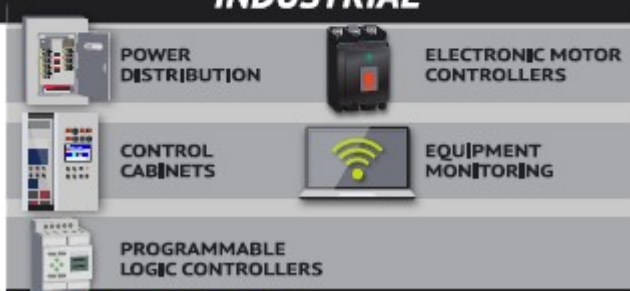 INDUSTRIAL
POWER
DISTRIBUTION
ELECTRONIC MOTOR
CONTROLLERS
CONTROL
CABINETS
EQUIPMENT
MONITORING
PROGRAMMABLE
LOGIC CONTROLLERS